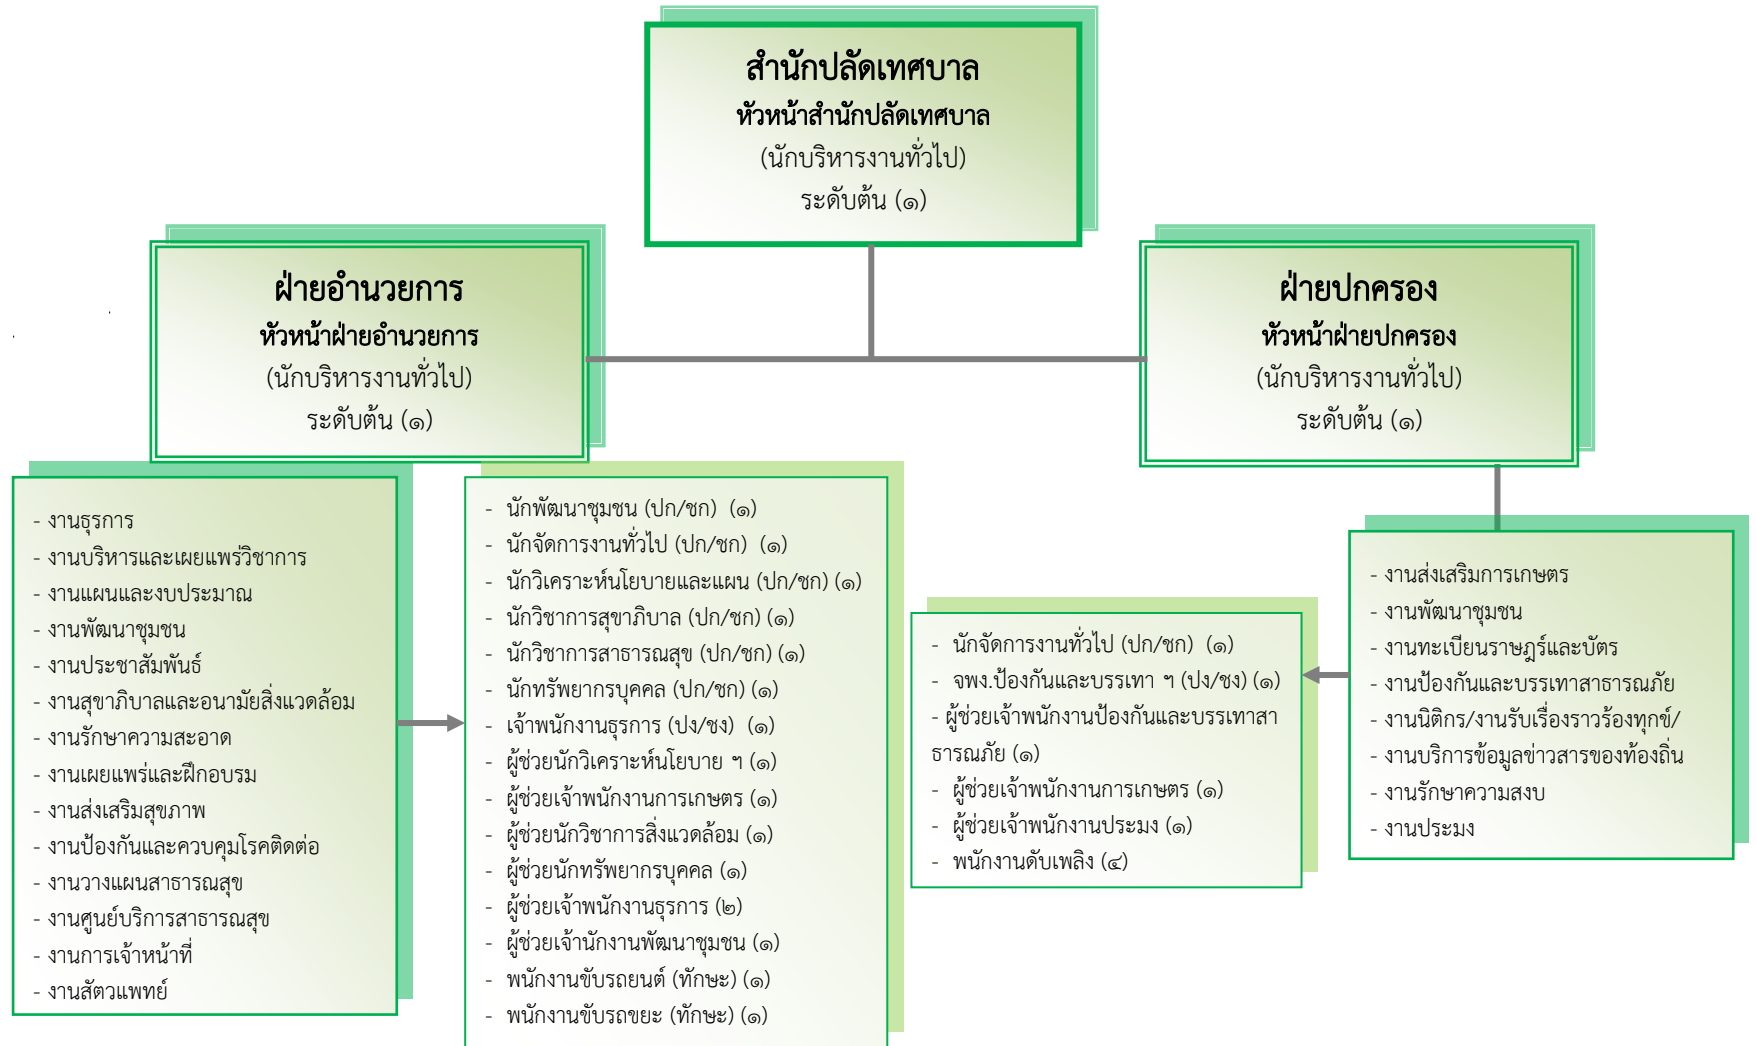 สำนักปลัดเทศบาล
หัวหน้าสำนักปลัดเทศบาล
(นักบริหารงานทั่วไป)
ระดับต้น (๑)
ฝ่ายอำนวยการ
หัวหน้าฝ่ายอำนวยการ
(นักบริหารงานทั่วไป)
ระดับต้น (๑)
ฝ่ายปกครอง
หัวหน้าฝ่ายปกครอง
(นักบริหารงานทั่วไป)
ระดับต้น (๑)
- งานธุรการ
- งานบริหารและเผยแพร่วิชาการ
- งานแผนและงบประมาณ
- งานพัฒนาชุมชน
- งานประชาสัมพันธ์
- งานสุขาภิบาลและอนามัยสิ่งแวดล้อม
- งานรักษาความสะอาด
- งานเผยแพร่และฝึกอบรม
- งานส่งเสริมสุขภาพ
- งานป้องกันและควบคุมโรคติดต่อ
- งานวางแผนสาธารณสุข
- งานศูนย์บริการสาธารณสุข
- งานการเจ้าหน้าที่
- งานสัตวแพทย์
- นักพัฒนาชุมชน (ปก/ชก) (๑)
- นักจัดการงานทั่วไป (ปก/ชก) (๑)
- นักวิเคราะห์นโยบายและแผน (ปก/ชก) (๑)
- นักวิชาการสุขาภิบาล (ปก/ชก) (๑)
- นักวิชาการสาธารณสุข (ปก/ชก) (๑)
- นักทรัพยากรบุคคล (ปก/ชก) (๑)
- เจ้าพนักงานธุรการ (ปง/ชง) (๑)
- ผู้ช่วยนักวิเคราะห์นโยบาย ฯ (๑)
- ผู้ช่วยเจ้าพนักงานการเกษตร (๑)
- ผู้ช่วยนักวิชาการสิ่งแวดล้อม (๑)
- ผู้ช่วยนักทรัพยากรบุคคล (๑)
- ผู้ช่วยเจ้าพนักงานธุรการ (๒)
- ผู้ช่วยเจ้านักงานพัฒนาชุมชน (๑)
- พนักงานขับรถยนต์ (ทักษะ) (๑)
- พนักงานขับรถขยะ (ทักษะ) (๑)
- นักจัดการงานทั่วไป (ปก/ชก) (๑)
- จพง.ป้องกันและบรรเทา ฯ (ปง/ชง) (๑)
- ผู้ช่วยเจ้าพนักงานป้องกันและบรรเทาสา
ธารณภัย (๑)
- ผู้ช่วยเจ้าพนักงานการเกษตร (๑)
- ผู้ช่วยเจ้าพนักงานประมง (๑)
- พนักงานดับเพลิง (๔)
- งานส่งเสริมการเกษตร
- งานพัฒนาชุมชน
- งานทะเบียนราษฎร์และบัตร
- งานป้องกันและบรรเทาสาธารณภัย
- งานนิติกร/งานรับเรื่องราวร้องทุกข์/
- งานบริการข้อมูลข่าวสารของท้องถิ่น
- งานรักษาความสงบ
- งานประมง